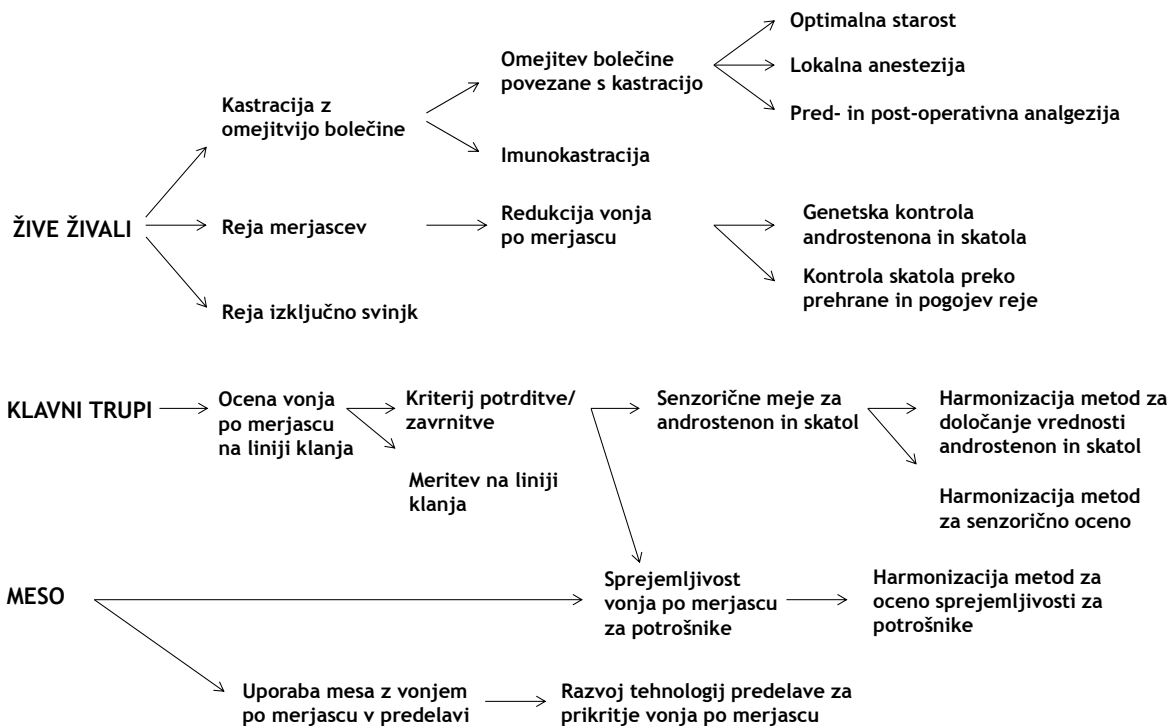 Optimalna starost
Omejitev bolečine
povezane s kastracijo
Lokalna anestezija
Kastracija z
omejitvijo bolečine
Pred- in post-operativna analgezija
Imunokastracija
ŽIVE ŽIVALI
Reja merjascev
Redukcija vonja
po merjascu
Genetska kontrola
androstenona in skatola
Kontrola skatola preko
prehrane in pogojev reje
Reja izključno svinjk
KLAVNI TRUPI
Ocena vonja
po merjascu
na liniji klanja
Kriterij potrditve/
zavrnitve
Meritev na liniji
klanja
Senzorične meje za
androstenon in skatol
Harmonizacija metod za
določanje vrednosti
androstenon in skatol
Harmonizacija metod
za senzorično oceno
MESO
Sprejemljivost
vonja po merjascu
za potrošnike
Harmonizacija metod za
oceno sprejemljivosti za
potrošnike
Uporaba mesa z vonjem
po merjascu v predelavi
Razvoj tehnologij predelave za
prikritje vonja po merjascu